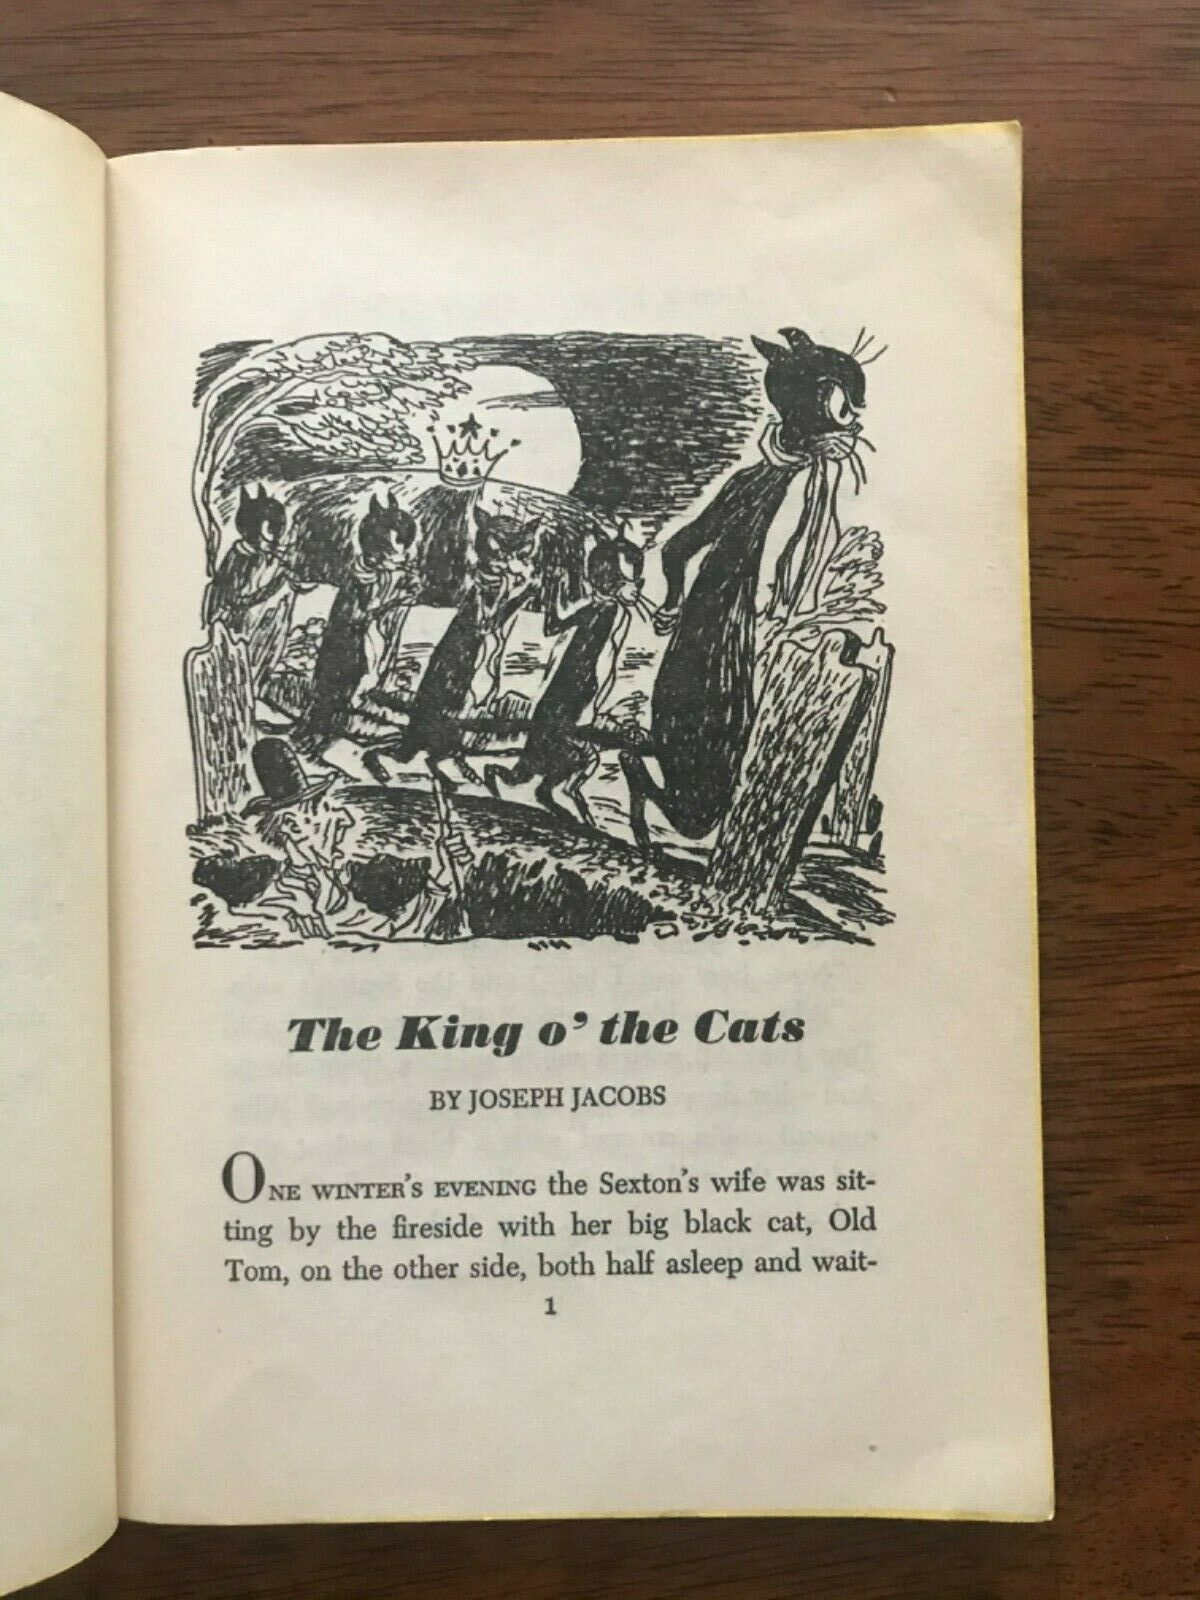 The King o' the Cats
BY JOSEPH JACOBS
ONE WINTER'S EVENING the Sexton's wife was sit-
ting by the fireside with her big black cat, Old
Tom, on the other side, both half asleep and wait-
1